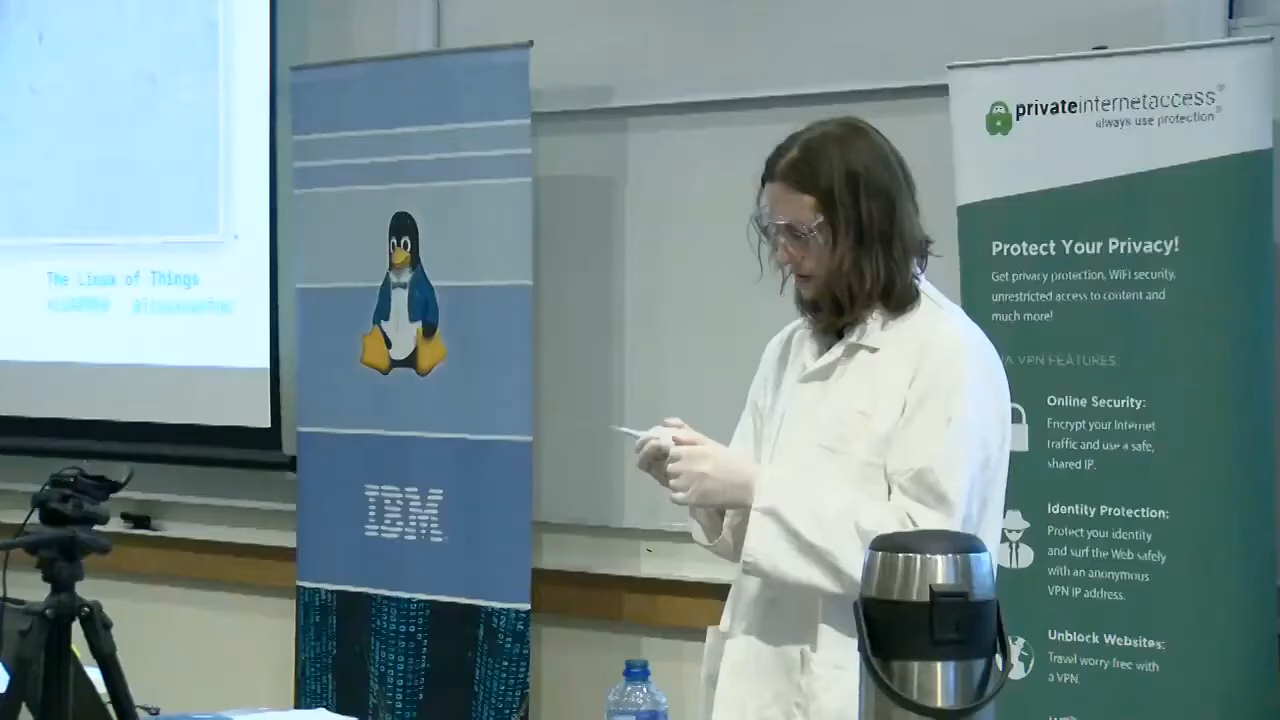 The Linux of Things
IBM
privateinternetaccess
always use protection
Protect Your Privacy!
Get privacy protection, WiFi security,
unrestricted access to content and
much more!
VPN FEATURES:
Online Security:
Encrypt your Internet
traffic and use a safe,
shared IP.
Identity Protection:
Protect your identity
and surf the Web safely
with an anonymous
VPN IP address.
Unblock Websites:
Travel worry free with
a VPN.